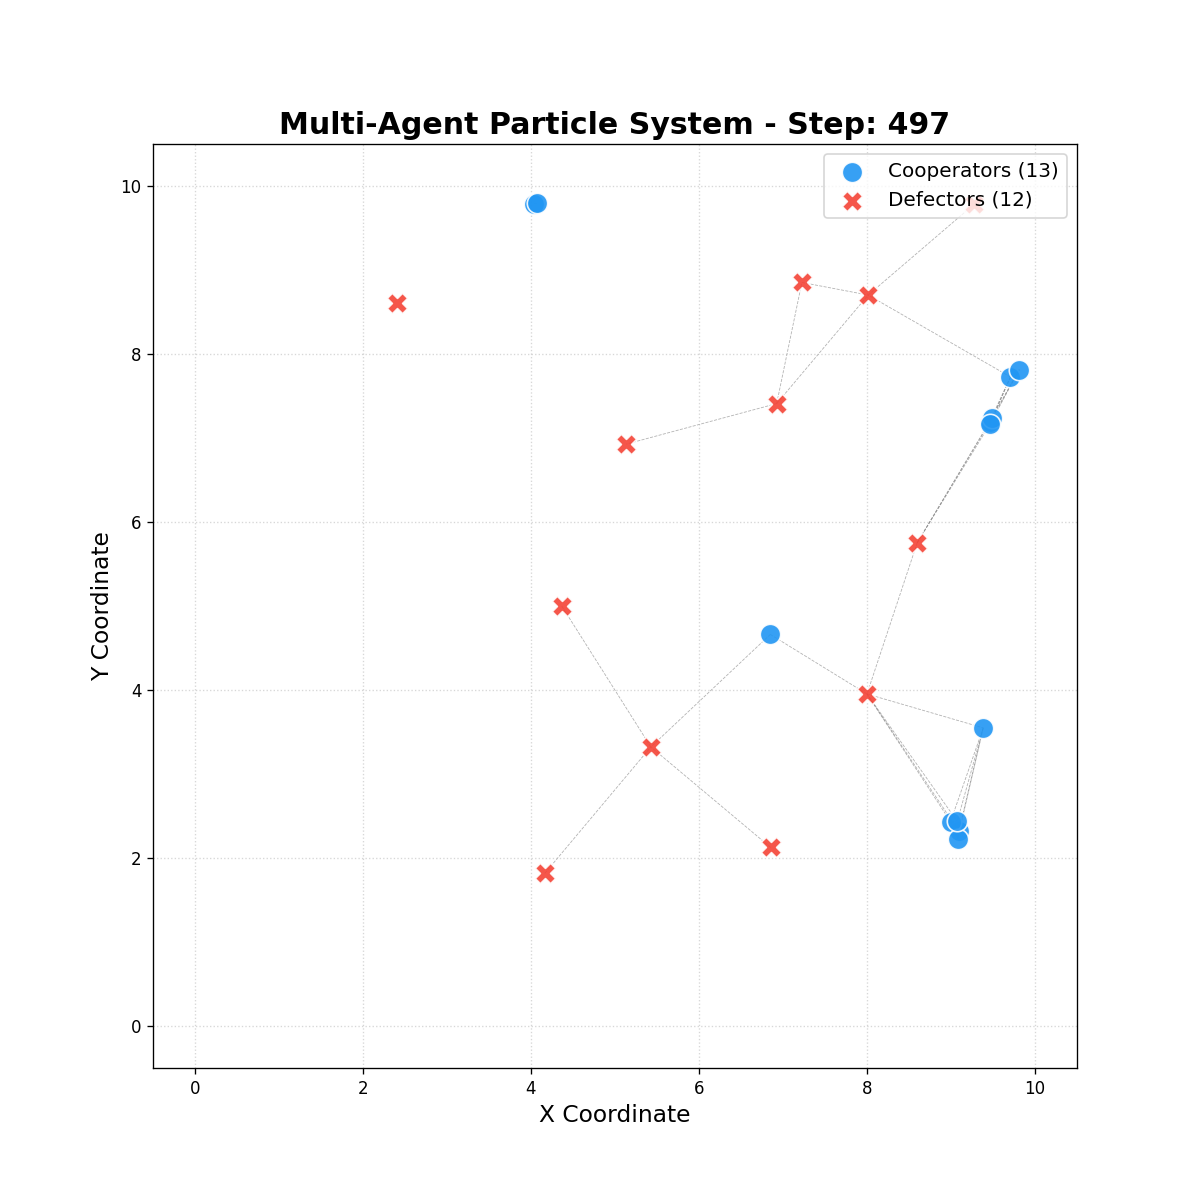 Multi-Agent Particle System - Step: 497
Cooperators (13)
Defectors (12)
10
8
6
4
2
0
Y Coordinate
0 2 4 6 8 10
X Coordinate